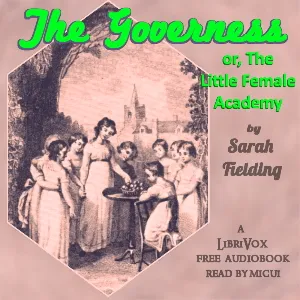 The Governess
or, The
Little Female
Academy
by
Sarah
Fielding
A
LibriVox
free audiobook
read by Micui